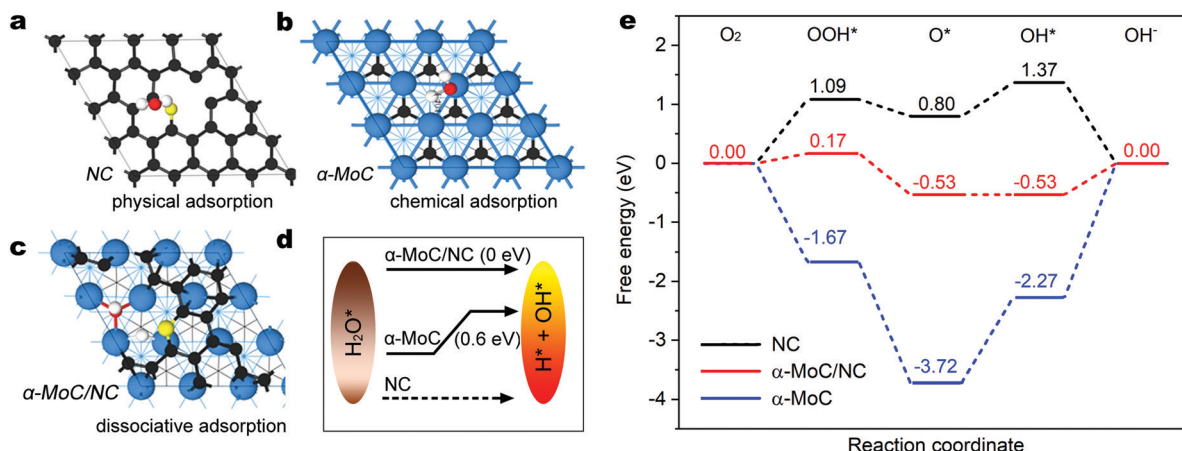 a
NC
physical adsorption
b
α-MoC
chemical adsorption
c
α-MoC/NC
dissociative adsorption
d
H₂O*
α-MoC/NC (0 eV)
α-MoC
(0.6 eV)
NC
H* + OH*
e
O₂ OOH* O* OH* OH⁻
Free energy (eV)
2
1
0
-1
-2
-3
-4
1.09
0.80
1.37
0.00
0.17
-0.53
-0.53
0.00
-1.67
-3.72
-2.27
NC
α-MoC/NC
α-MoC
Reaction coordinate